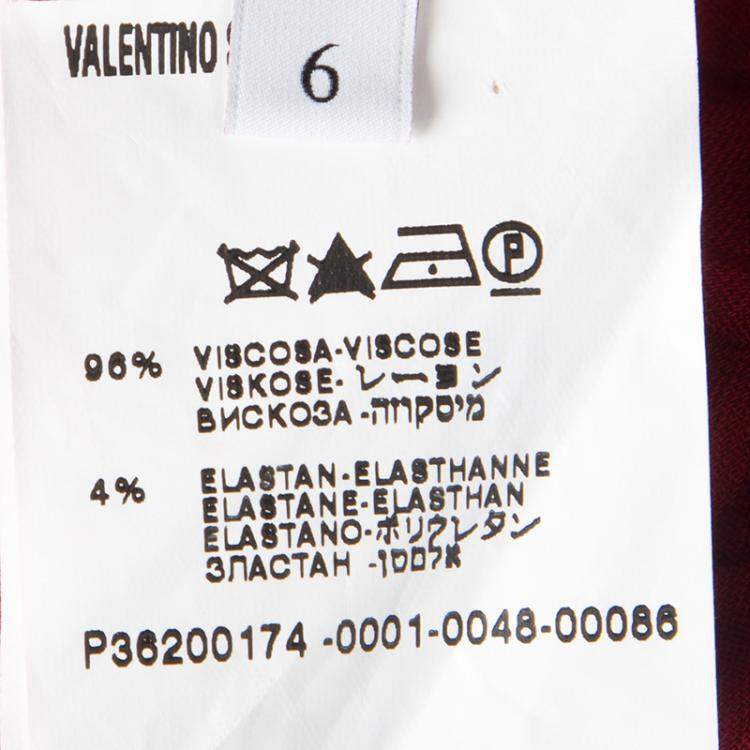 VALENTINO
6
P
96% VISCOSA-VISCOSE
VISKOSE-レーヨン
ВИСКОЗА-מיסקוזה
4% ELASTAN-ELASTHANNE
ELASTANE-ELASTHAN
ELASTANO-ポリウレタン
ЭЛАСТАН -אלסטן
P36200174 -0001-0048-00086